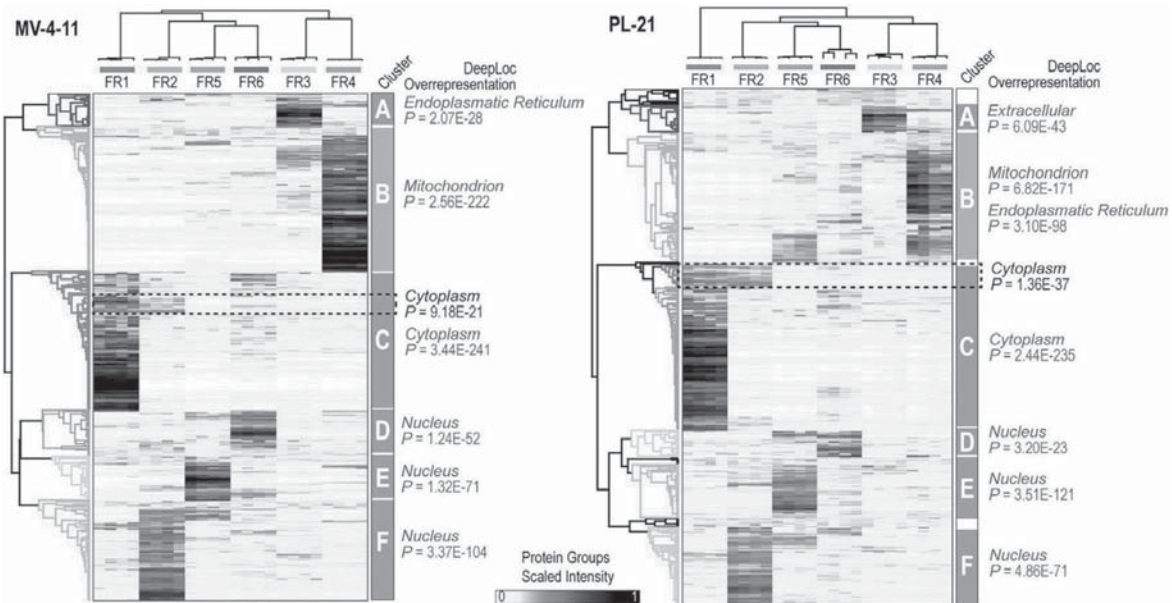 MV-4-11
FR1 FR2 FR5 FR6 FR3 FR4
Cluster
DeepLoc
Overrepresentation
A
Endoplasmatic Reticulum
P = 2.07E-28
B
Mitochondrion
P = 2.56E-222
Cytoplasm
P = 9.18E-21
C
Cytoplasm
P = 3.44E-241
D
Nucleus
P = 1.24E-52
E
Nucleus
P = 1.32E-71
F
Nucleus
P = 3.37E-104
Protein Groups
Scaled Intensity
0 1
PL-21
FR1 FR2 FR5 FR6 FR3 FR4
Cluster
DeepLoc
Overrepresentation
A
Extracellular
P = 6.09E-43
B
Mitochondrion
P = 6.82E-171
Endoplasmatic Reticulum
P = 3.10E-98
Cytoplasm
P = 1.36E-37
C
Cytoplasm
P = 2.44E-235
D
Nucleus
P = 3.20E-23
E
Nucleus
P = 3.51E-121
F
Nucleus
P = 4.86E-71